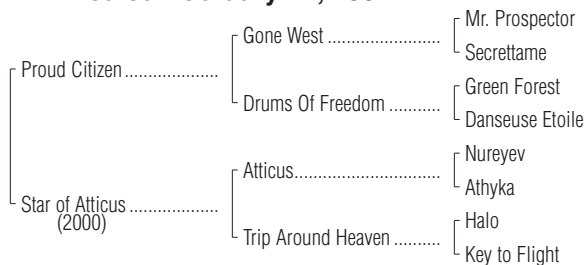 Mr. Prospector
Gone West
Secrettame
Proud Citizen
Green Forest
Drums Of Freedom
Danseuse Etoile
Nureyev
Atticus
Athyka
Star of Atticus
(2000)
Halo
Trip Around Heaven
Key to Flight